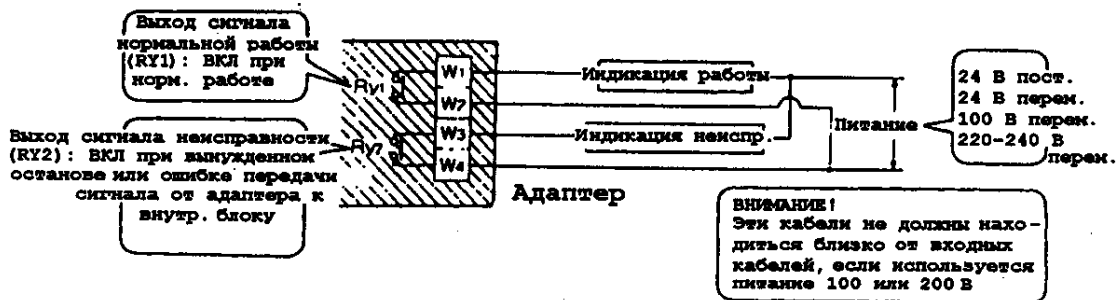 Выход сигнала
нормальной работы
(RY1): ВКЛ при
норм. работе
Ry1
W1
W2
W3
W4
Индикация работы
Индикация неиспр.
Питание
24 В пост.
24 В перем.
100 В перем.
220-240 В
перем.
Выход сигнала неисправности
(RY2): ВКЛ при вынужденном
останове или ошибке передачи
сигнала от адаптера к
внутр. блоку
Ry2
Адаптер
ВНИМАНИЕ!
Эти кабели не должны нахо-
диться близко от входных
кабелей, если используется
питание 100 или 200 В